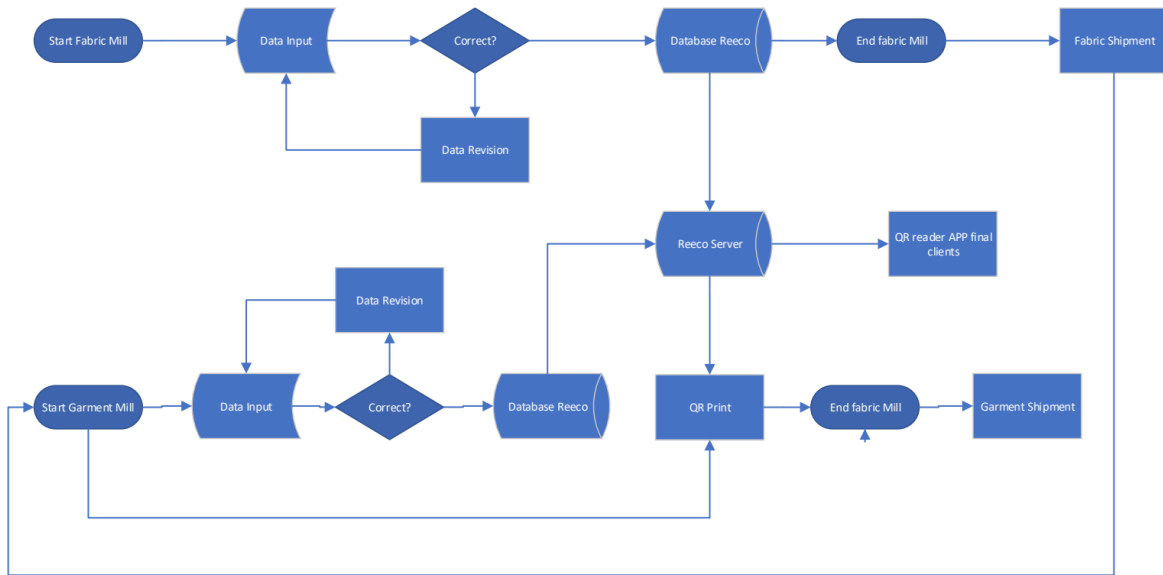 Start Fabric Mill
Data Input
Correct?
Database Reeco
End fabric Mill
Fabric Shipment
Data Revision
Reeco Server
QR reader APP final
clients
Data Revision
Start Garment Mill
Data Input
Correct?
Database Reeco
QR Print
End fabric Mill
Garment Shipment